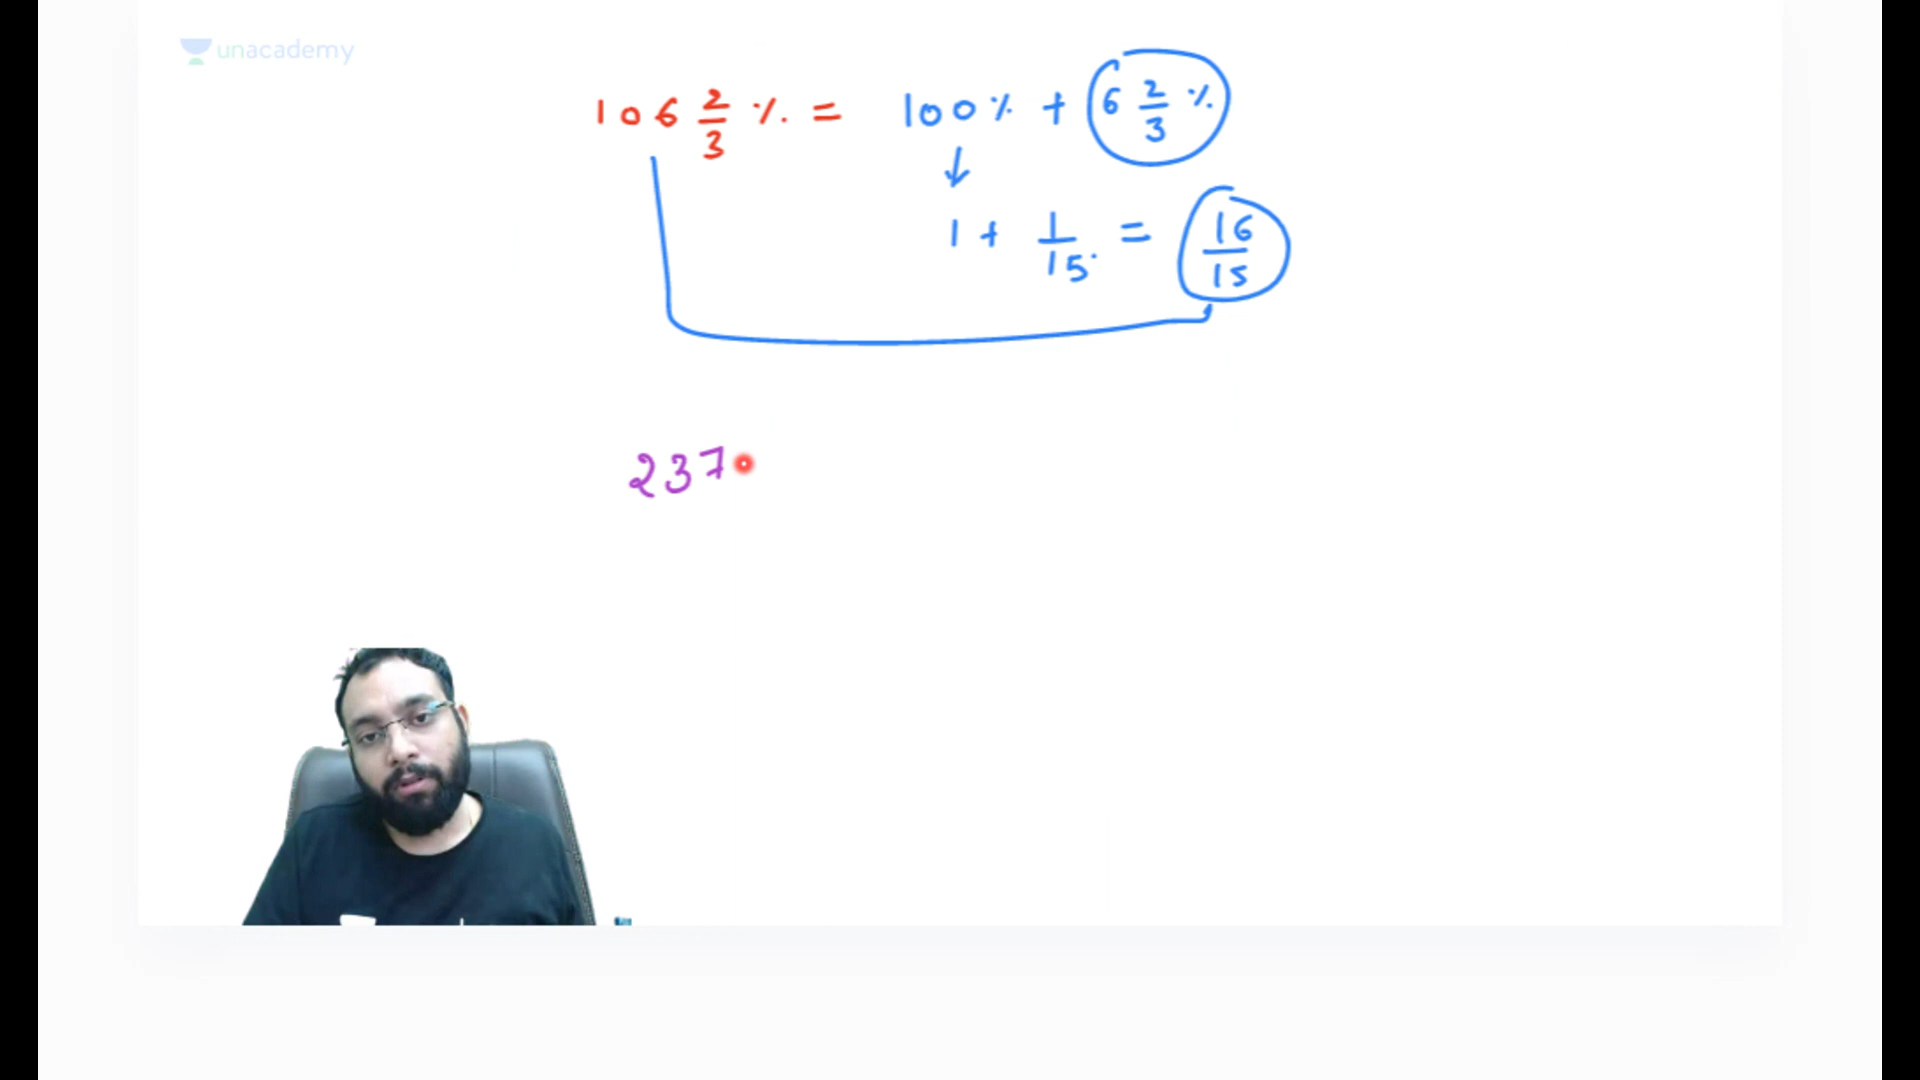 unacademy
106 2/3 % = 100% + 6 2/3 %
1 + 1/15 = 16/15
237